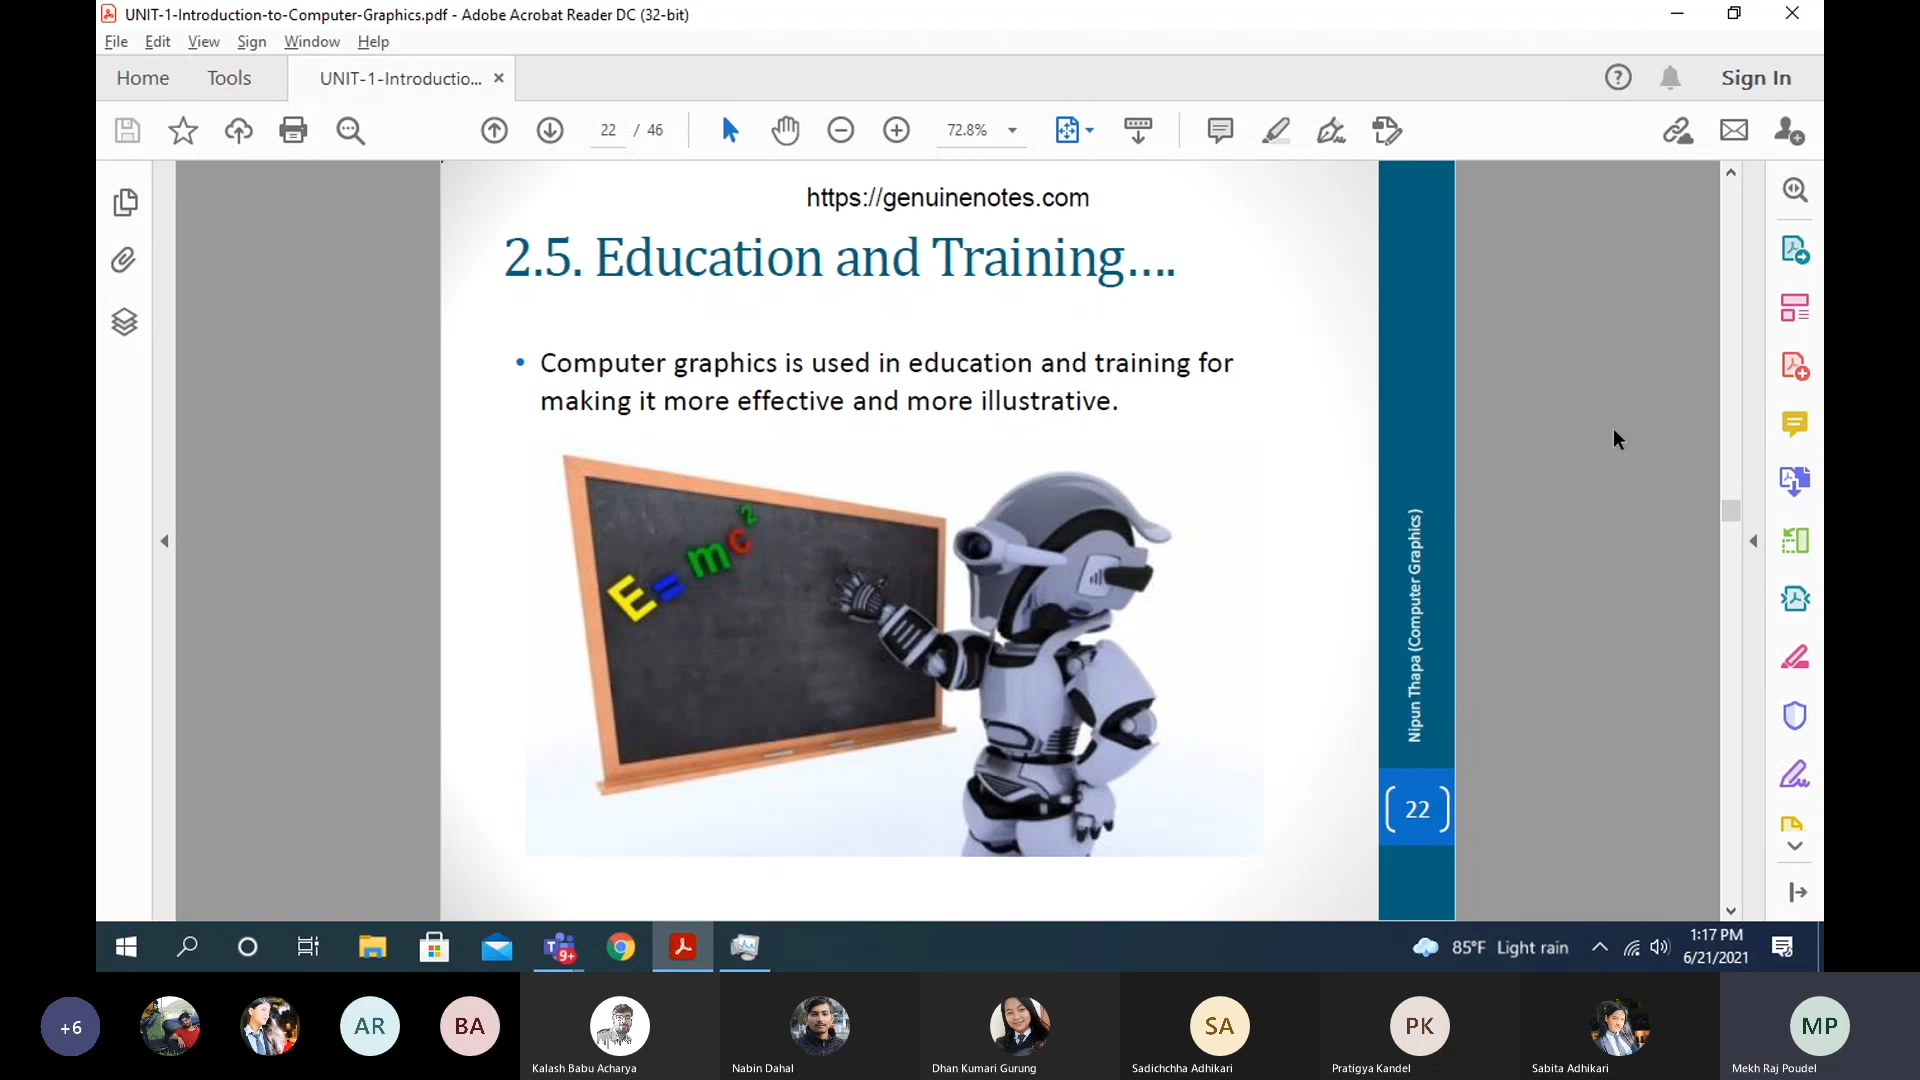 UNIT-1-Introduction-to-Computer-Graphics.pdf - Adobe Acrobat Reader DC (32-bit)
File Edit View Sign Window Help
Home Tools UNIT-1-Introductio... × Sign In
22 / 46 72.8%
https://genuinenotes.com
2.5. Education and Training....
• Computer graphics is used in education and training for
making it more effective and more illustrative.
E=mc²
Nipun Thapa (Computer Graphics)
22
9+
85°F Light rain
1:17 PM
6/21/2021
+6 AR BA SA PK MP
Kalash Babu Acharya Nabin Dahal Dhan Kumari Gurung Sadichchha Adhikari Pratigya Kandel Sabita Adhikari Mekh Raj Poudel